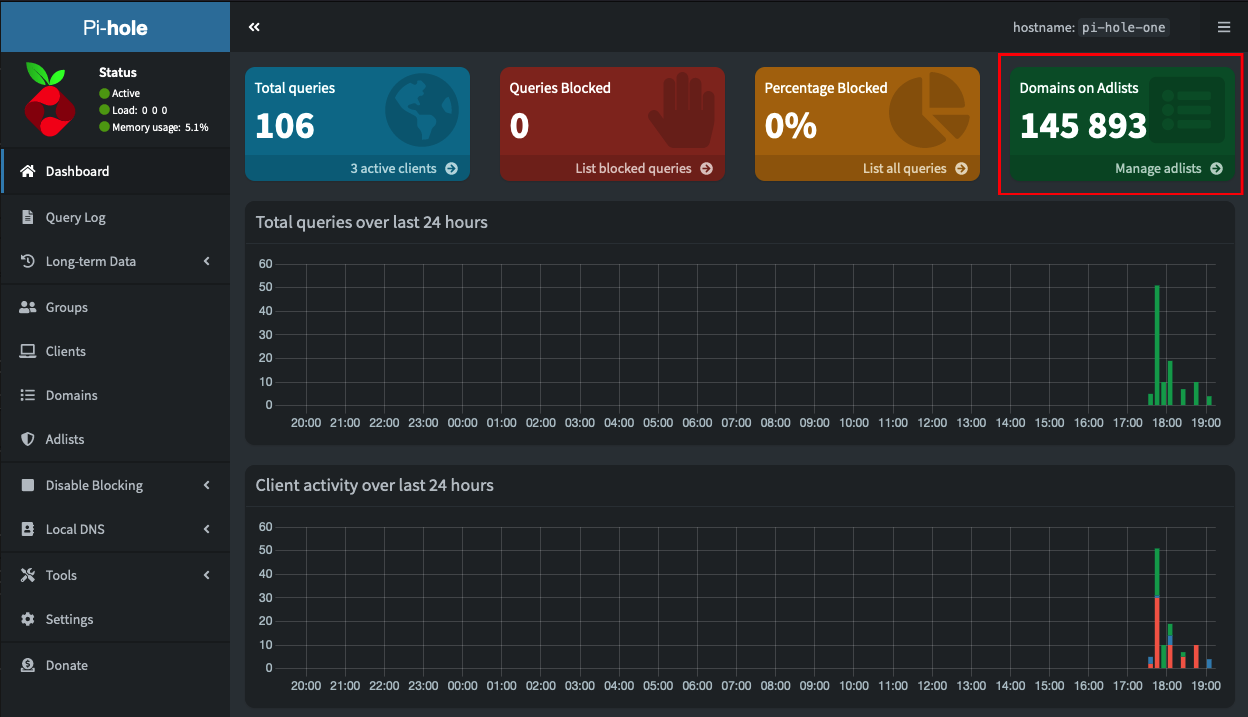 Pi-hole
hostname: pi-hole-one
Status
Active
Load: 0 0 0
Memory usage: 5.1%
Dashboard
Query Log
Long-term Data
Groups
Clients
Domains
Adlists
Disable Blocking
Local DNS
Tools
Settings
Donate
Total queries
106
3 active clients
Queries Blocked
0
List blocked queries
Percentage Blocked
0%
List all queries
Domains on Adlists
145 893
Manage adlists
Total queries over last 24 hours
60
50
40
30
20
10
0
20:00 21:00 22:00 23:00 00:00 01:00 02:00 03:00 04:00 05:00 06:00 07:00 08:00 09:00 10:00 11:00 12:00 13:00 14:00 15:00 16:00 17:00 18:00 19:00
Client activity over last 24 hours
60
50
40
30
20
10
0
20:00 21:00 22:00 23:00 00:00 01:00 02:00 03:00 04:00 05:00 06:00 07:00 08:00 09:00 10:00 11:00 12:00 13:00 14:00 15:00 16:00 17:00 18:00 19:00